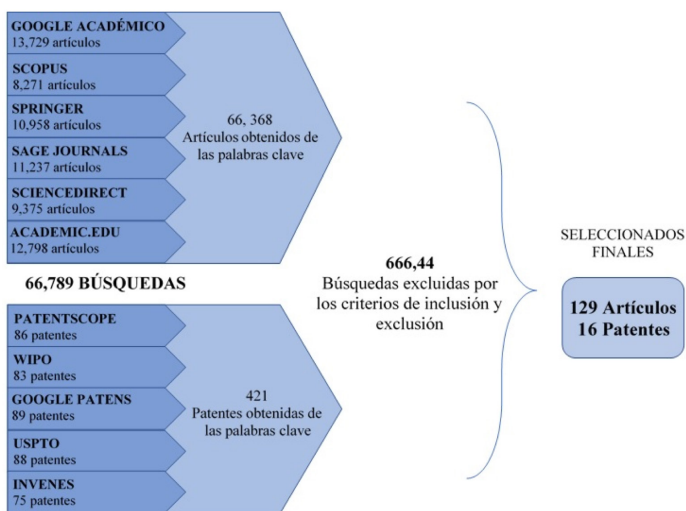 GOOGLE ACADÉMICO
13,729 artículos
SCOPUS
8,271 artículos
SPRINGER
10,958 artículos
SAGE JOURNALS
11,237 artículos
SCIENCEDIRECT
9,375 artículos
ACADEMIC.EDU
12,798 artículos
66, 368
Artículos obtenidos de
las palabras clave
66,789 BÚSQUEDAS
PATENTSCOPE
86 patentes
WIPO
83 patentes
GOOGLE PATENS
89 patentes
USPTO
88 patentes
INVENES
75 patentes
421
Patentes obtenidas de
las palabras clave
666,44
Búsquedas excluidas por
los criterios de inclusión y
exclusión
SELECCIONADOS
FINALES
129 Artículos
16 Patentes